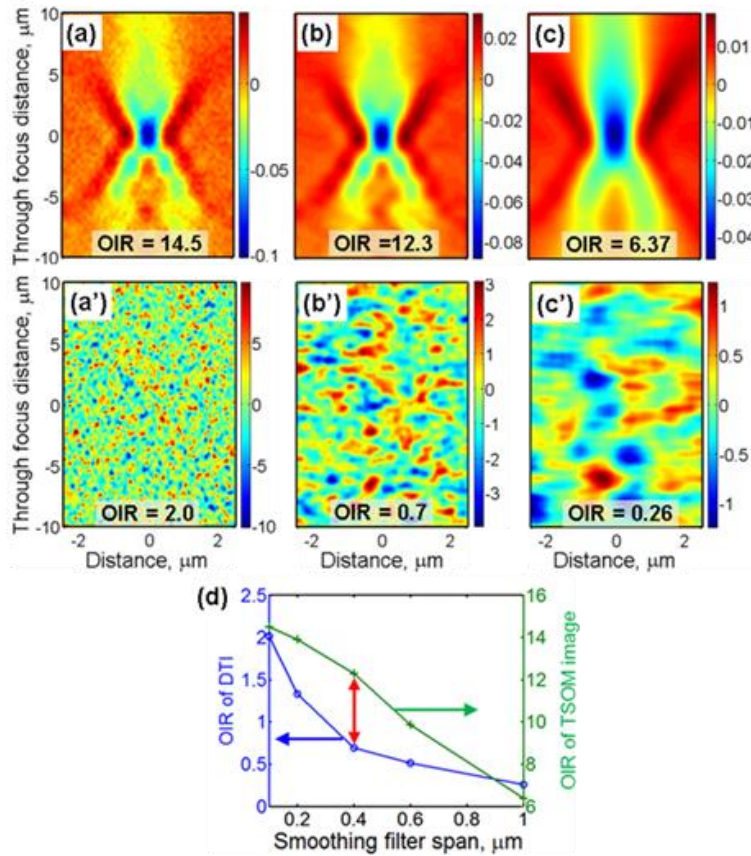 (a)
(b)
(c)
Through focus distance, μm
10
5
0
-5
-10
0
-0.05
-0.1
0.02
0
-0.02
-0.04
-0.06
-0.08
0.01
0
-0.01
-0.02
-0.03
-0.04
OIR = 14.5
OIR =12.3
OIR = 6.37
(a')
(b')
(c')
Through focus distance, μm
10
5
0
-5
-10
5
0
-5
-10
3
2
1
0
-1
-2
-3
1
0.5
0
-0.5
-1
OIR = 2.0
OIR = 0.7
OIR = 0.26
-2 0 2
-2 0 2
-2 0 2
Distance, μm
Distance, μm
Distance, μm
(d)
OIR of DTI
2.5
2
1.5
1
0.5
0
16
14
12
10
8
6
OIR of TSOM image
0.2 0.4 0.6 0.8 1
Smoothing filter span, μm